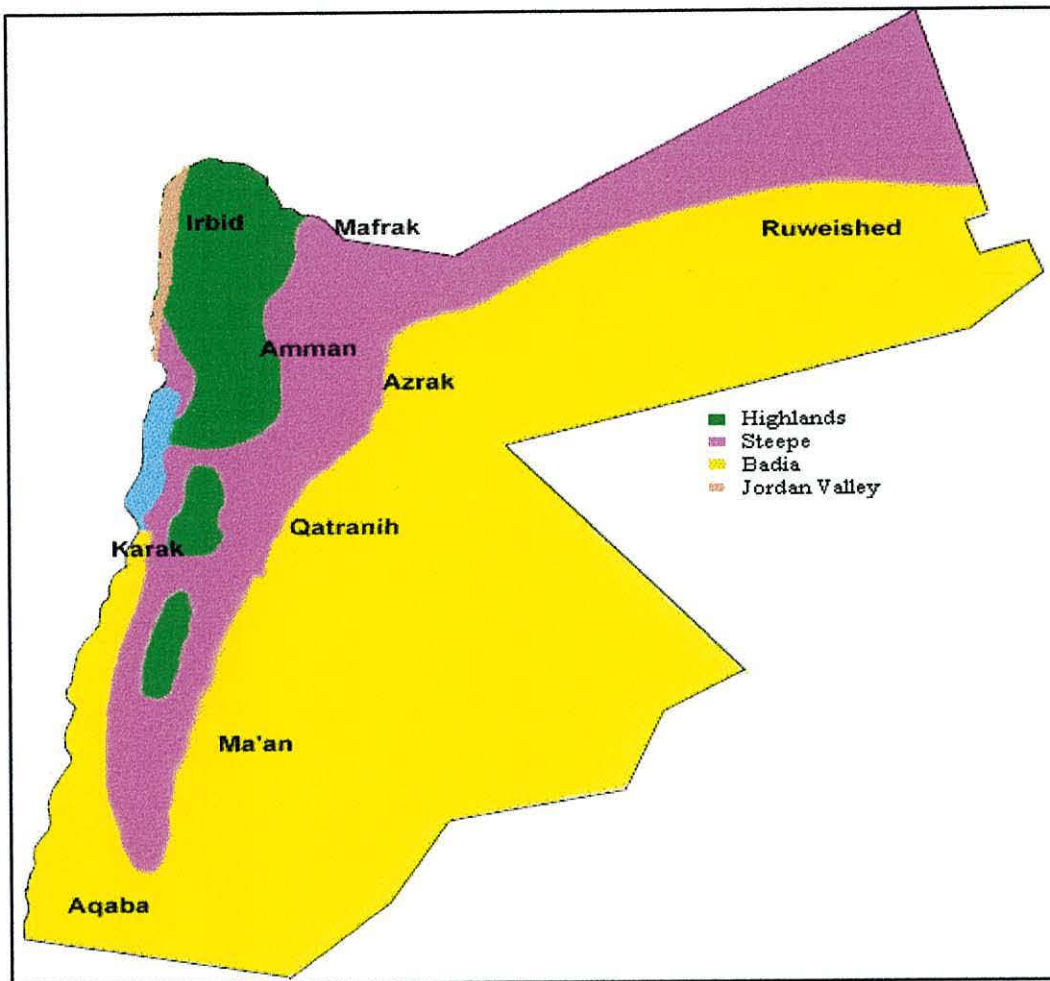 Irbid
Mafrak
Ruweished
Amman
Azrak
Highlands
Steepe
Badia
Jordan Valley
Qatranih
Karak
Ma'an
Aqaba